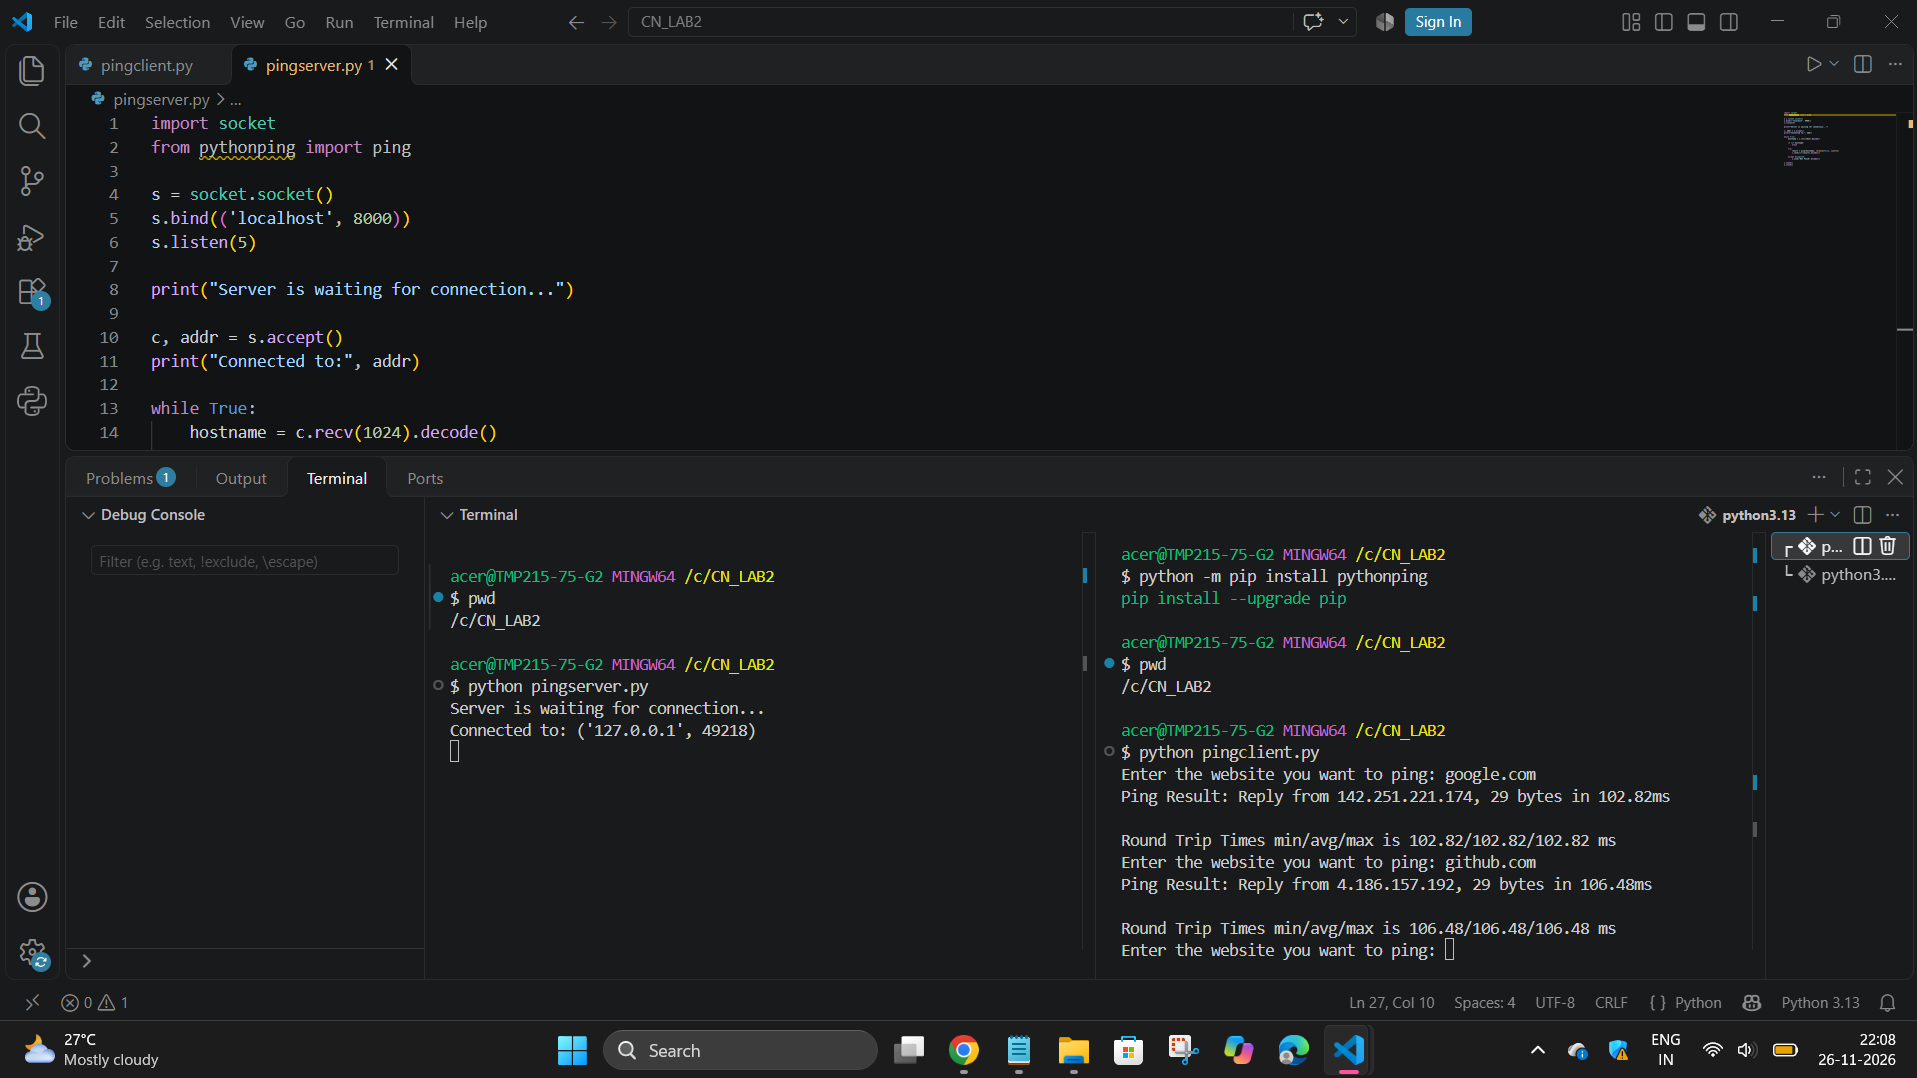 File Edit Selection View Go Run Terminal Help
CN_LAB2
Sign In
pingclient.py
pingserver.py 1
pingserver.py > ...
1 import socket
2 from pythonping import ping
3
4 s = socket.socket()
5 s.bind(('localhost', 8000))
6 s.listen(5)
7
8 print("Server is waiting for connection...")
9
10 c, addr = s.accept()
11 print("Connected to:", addr)
12
13 while True:
14 hostname = c.recv(1024).decode()
Problems 1 Output Terminal Ports
Debug Console
Filter (e.g. text, !exclude, \escape)
Terminal
python3.13
acer@TMP215-75-G2 MINGW64 /c/CN_LAB2
$ pwd
/c/CN_LAB2
acer@TMP215-75-G2 MINGW64 /c/CN_LAB2
$ python pingserver.py
Server is waiting for connection...
Connected to: ('127.0.0.1', 49218)
acer@TMP215-75-G2 MINGW64 /c/CN_LAB2
$ python -m pip install pythonping
pip install --upgrade pip
acer@TMP215-75-G2 MINGW64 /c/CN_LAB2
$ pwd
/c/CN_LAB2
acer@TMP215-75-G2 MINGW64 /c/CN_LAB2
$ python pingclient.py
Enter the website you want to ping: google.com
Ping Result: Reply from 142.251.221.174, 29 bytes in 102.82ms
Round Trip Times min/avg/max is 102.82/102.82/102.82 ms
Enter the website you want to ping: github.com
Ping Result: Reply from 4.186.157.192, 29 bytes in 106.48ms
Round Trip Times min/avg/max is 106.48/106.48/106.48 ms
Enter the website you want to ping:
p...
python3....
1
0 1
Ln 27, Col 10 Spaces: 4 UTF-8 CRLF { } Python Python 3.13
27°C
Mostly cloudy
Search
ENG
IN
22:08
26-11-2026